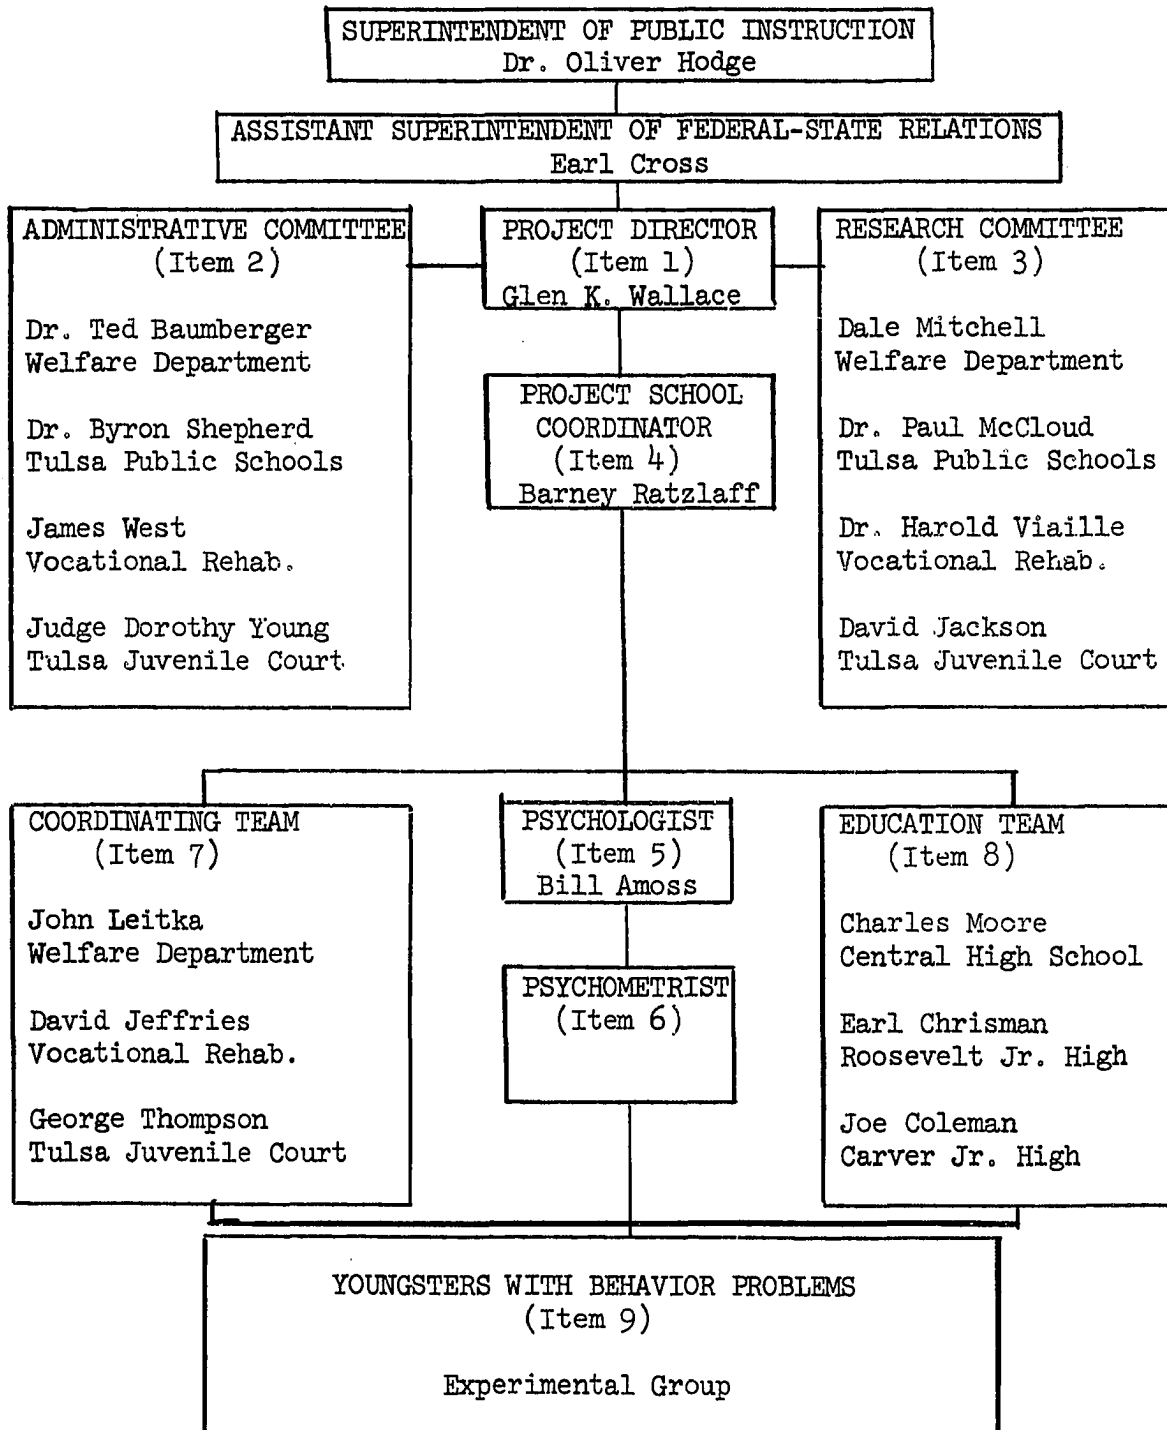 SUPERINTENDENT OF PUBLIC INSTRUCTION
Dr. Oliver Hodge
ASSISTANT SUPERINTENDENT OF FEDERAL-STATE RELATIONS
Earl Cross
ADMINISTRATIVE COMMITTEE
(Item 2)
Dr. Ted Baumberger
Welfare Department
Dr. Byron Shepherd
Tulsa Public Schools
James West
Vocational Rehab.
Judge Dorothy Young
Tulsa Juvenile Court
PROJECT DIRECTOR
(Item 1)
Glen K. Wallace
RESEARCH COMMITTEE
(Item 3)
Dale Mitchell
Welfare Department
Dr. Paul McCloud
Tulsa Public Schools
Dr. Harold Viaille
Vocational Rehab.
David Jackson
Tulsa Juvenile Court
PROJECT SCHOOL
COORDINATOR
(Item 4)
Barney Ratzlaff
COORDINATING TEAM
(Item 7)
John Leitka
Welfare Department
David Jeffries
Vocational Rehab.
George Thompson
Tulsa Juvenile Court
PSYCHOLOGIST
(Item 5)
Bill Amoss
PSYCHOMETRIST
(Item 6)
EDUCATION TEAM
(Item 8)
Charles Moore
Central High School
Earl Chrisman
Roosevelt Jr. High
Joe Coleman
Carver Jr. High
YOUNGSTERS WITH BEHAVIOR PROBLEMS
(Item 9)
Experimental Group